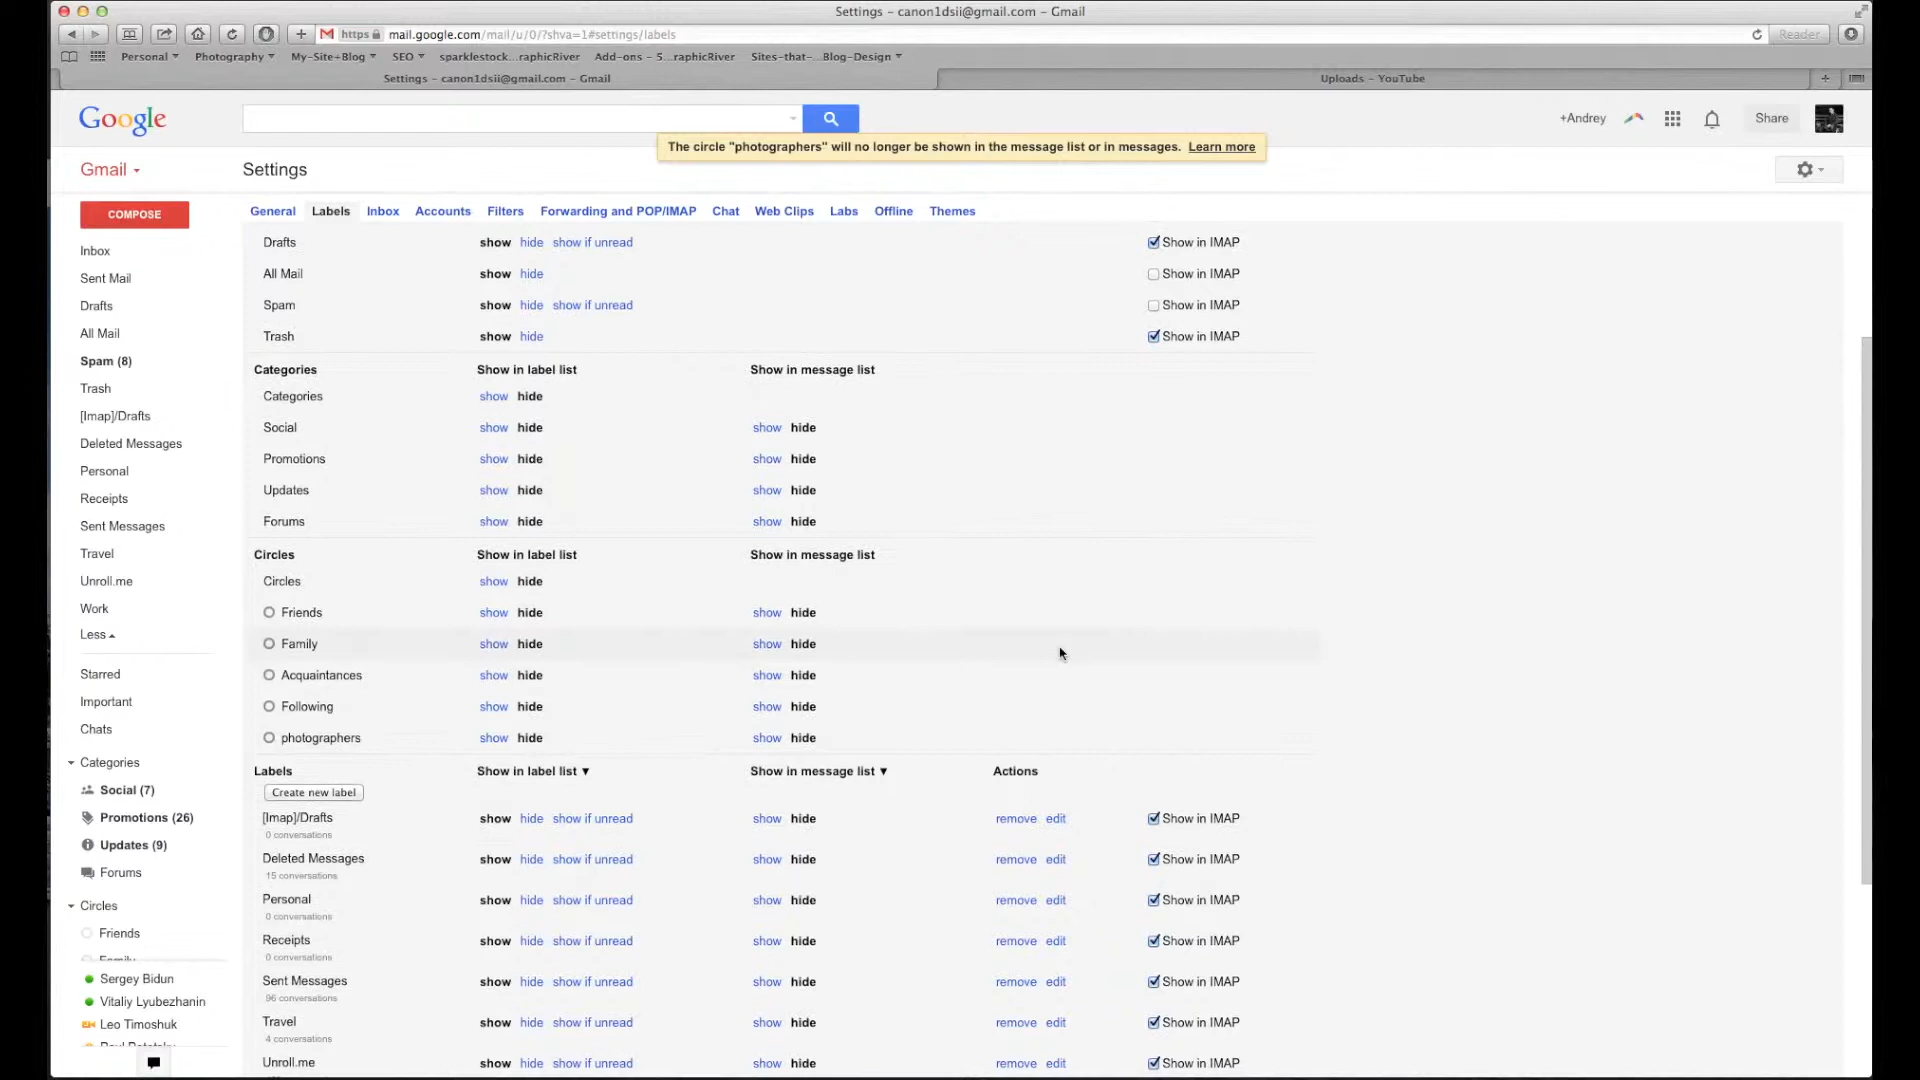 Settings – canon1dsii@gmail.com – Gmail
https mail.google.com/mail/u/0/?shva=1#settings/labels Reader
Personal Photography My-Site+Blog SEO sparklestock...raphicRiver Add-ons - 5...raphicRiver Sites-that-...Blog-Design
Settings – canon1dsii@gmail.com – Gmail Uploads – YouTube
Google +Andrey Share
The circle "photographers" will no longer be shown in the message list or in messages. Learn more
Gmail Settings
COMPOSE
Inbox
Sent Mail
Drafts
All Mail
Spam (8)
Trash
[Imap]/Drafts
Deleted Messages
Personal
Receipts
Sent Messages
Travel
Unroll.me
Work
Less
Starred
Important
Chats
Categories
Social (7)
Promotions (26)
Updates (9)
Forums
Circles
Friends
Family
Sergey Bidun
Vitaliy Lyubezhanin
Leo Timoshuk
General Labels Inbox Accounts Filters Forwarding and POP/IMAP Chat Web Clips Labs Offline Themes
Drafts show hide show if unread Show in IMAP
All Mail show hide Show in IMAP
Spam show hide show if unread Show in IMAP
Trash show hide Show in IMAP
Categories Show in label list Show in message list
Categories show hide
Social show hide show hide
Promotions show hide show hide
Updates show hide show hide
Forums show hide show hide
Circles Show in label list Show in message list
Circles show hide
Friends show hide show hide
Family show hide show hide
Acquaintances show hide show hide
Following show hide show hide
photographers show hide show hide
Labels Show in label list ▼ Show in message list ▼ Actions
Create new label
[Imap]/Drafts show hide show if unread show hide remove edit Show in IMAP
0 conversations
Deleted Messages show hide show if unread show hide remove edit Show in IMAP
15 conversations
Personal show hide show if unread show hide remove edit Show in IMAP
0 conversations
Receipts show hide show if unread show hide remove edit Show in IMAP
0 conversations
Sent Messages show hide show if unread show hide remove edit Show in IMAP
96 conversations
Travel show hide show if unread show hide remove edit Show in IMAP
4 conversations
Unroll.me show hide show if unread show hide remove edit Show in IMAP